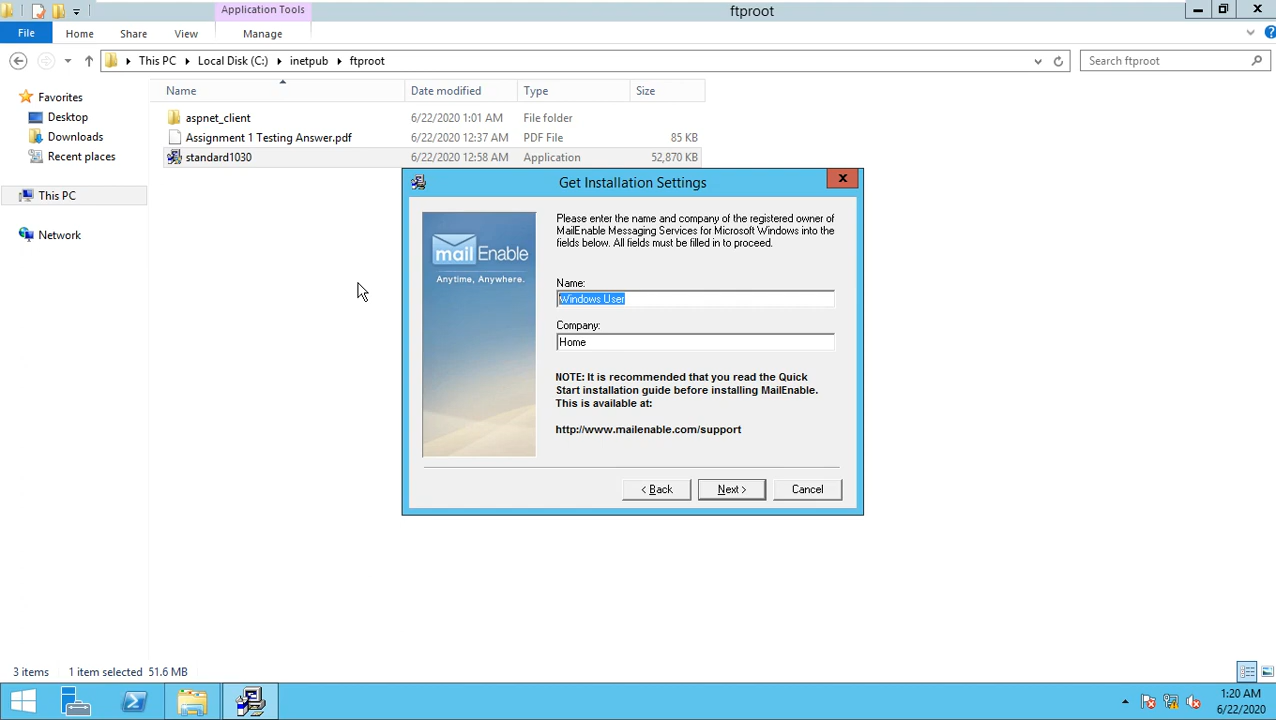 Application Tools
ftproot
File
Home
Share
View
Manage
This PC
Local Disk (C:)
inetpub
ftproot
Search ftproot
Name
Date modified
Type
Size
Favorites
Desktop
Downloads
Recent places
This PC
Network
aspnet_client
6/22/2020 1:01 AM
File folder
Assignment 1 Testing Answer.pdf
6/22/2020 12:37 AM
PDF File
85 KB
standard1030
6/22/2020 12:58 AM
Application
52,870 KB
Get Installation Settings
mail Enable
Anytime, Anywhere.
Please enter the name and company of the registered owner of
MailEnable Messaging Services for Microsoft Windows into the
fields below. All fields must be filled in to proceed.
Name:
Windows User
Company:
Home
NOTE: It is recommended that you read the Quick
Start installation guide before installing MailEnable.
This is available at:
http://www.mailenable.com/support
< Back
Next >
Cancel
3 items
1 item selected 51.6 MB
1:20 AM
6/22/2020